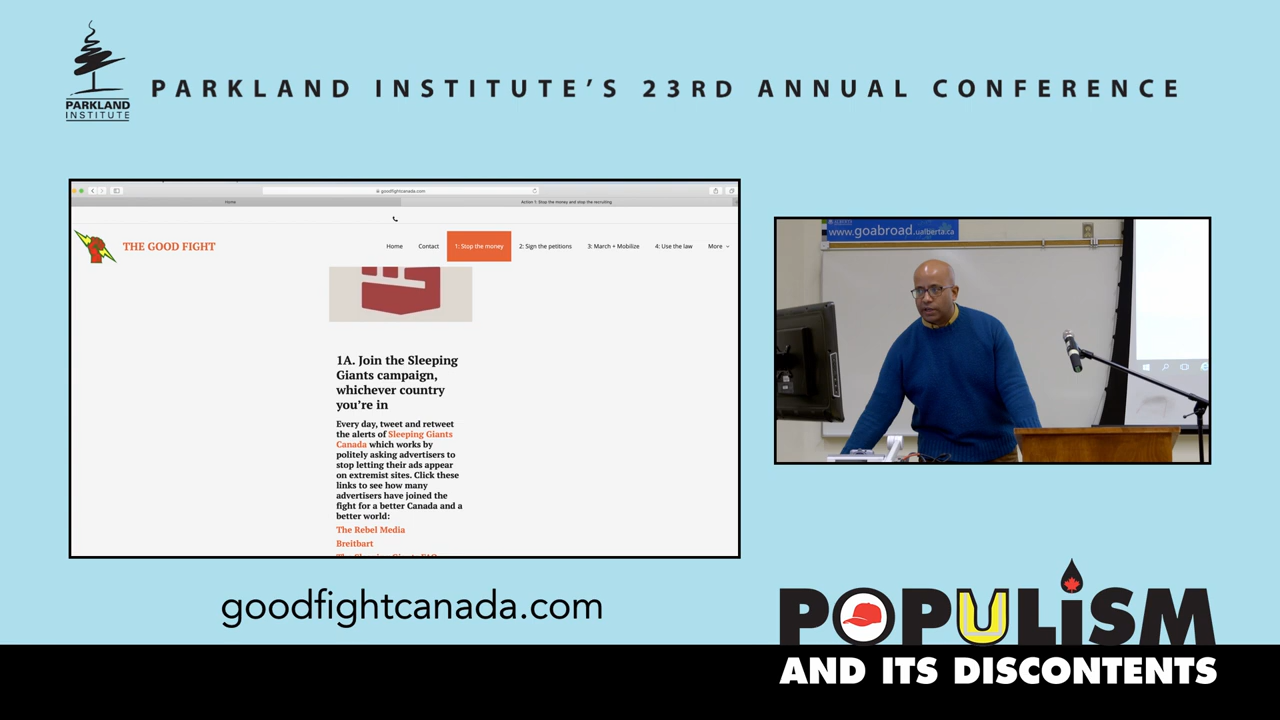 PARKLAND
INSTITUTE
PARKLAND INSTITUTE'S 23RD ANNUAL CONFERENCE
goodfightcanada.com
Home
Action 1: Stop the money and stop the recruiting
THE GOOD FIGHT
Home
Contact
1: Stop the money
2: Sign the petitions
3: March + Mobilize
4: Use the law
More
1A. Join the Sleeping
Giants campaign,
whichever country
you're in
Every day, tweet and retweet
the alerts of Sleeping Giants
Canada which works by
politely asking advertisers to
stop letting their ads appear
on extremist sites. Click these
links to see how many
advertisers have joined the
fight for a better Canada and a
better world:
The Rebel Media
Breitbart
www.goabroad.ualberta.ca
goodfightcanada.com
POPULISM
AND ITS DISCONTENTS